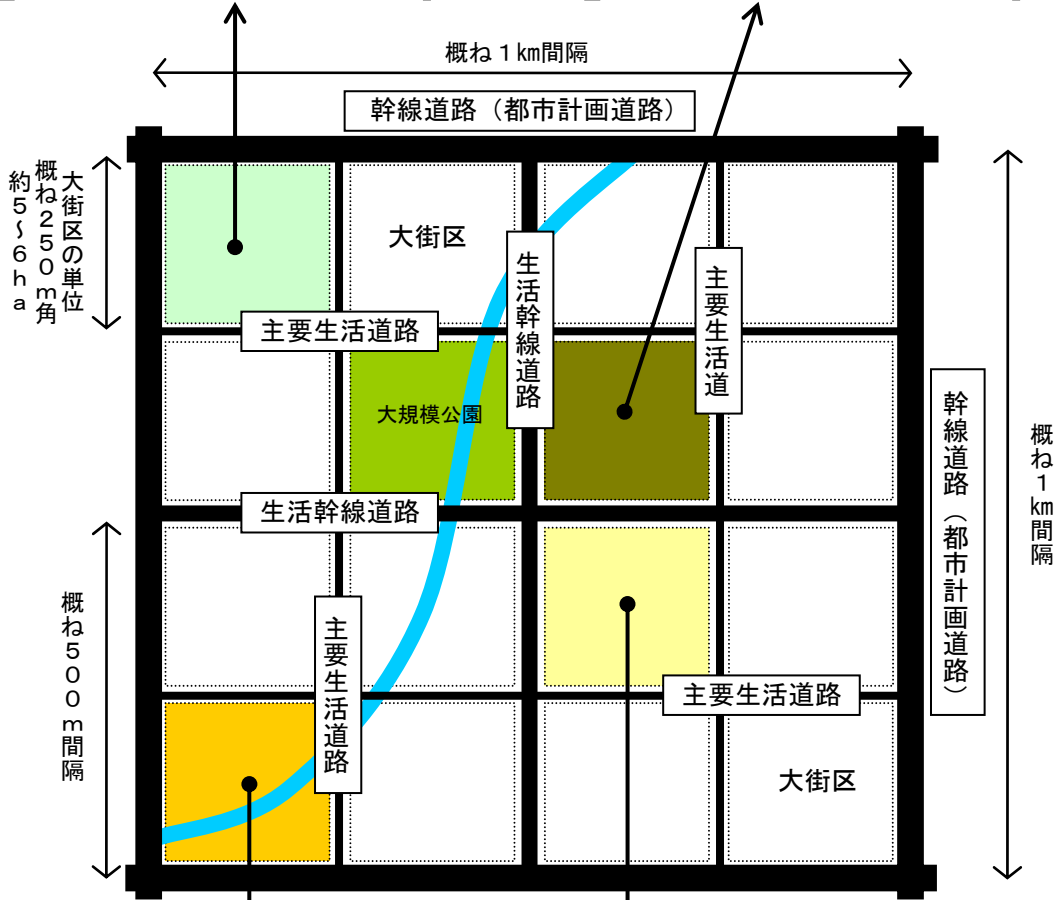 概ね１㎞間隔
幹線道路（都市計画道路）
大街区の単位
概ね２５０ｍ角
約５～６ｈａ
大街区
生活幹線道路
主要生活道
主要生活道路
大規模公園
幹線道路（都市計画道路）
概ね１㎞間隔
生活幹線道路
概ね５００ｍ間隔
主要生活道路
主要生活道路
大街区